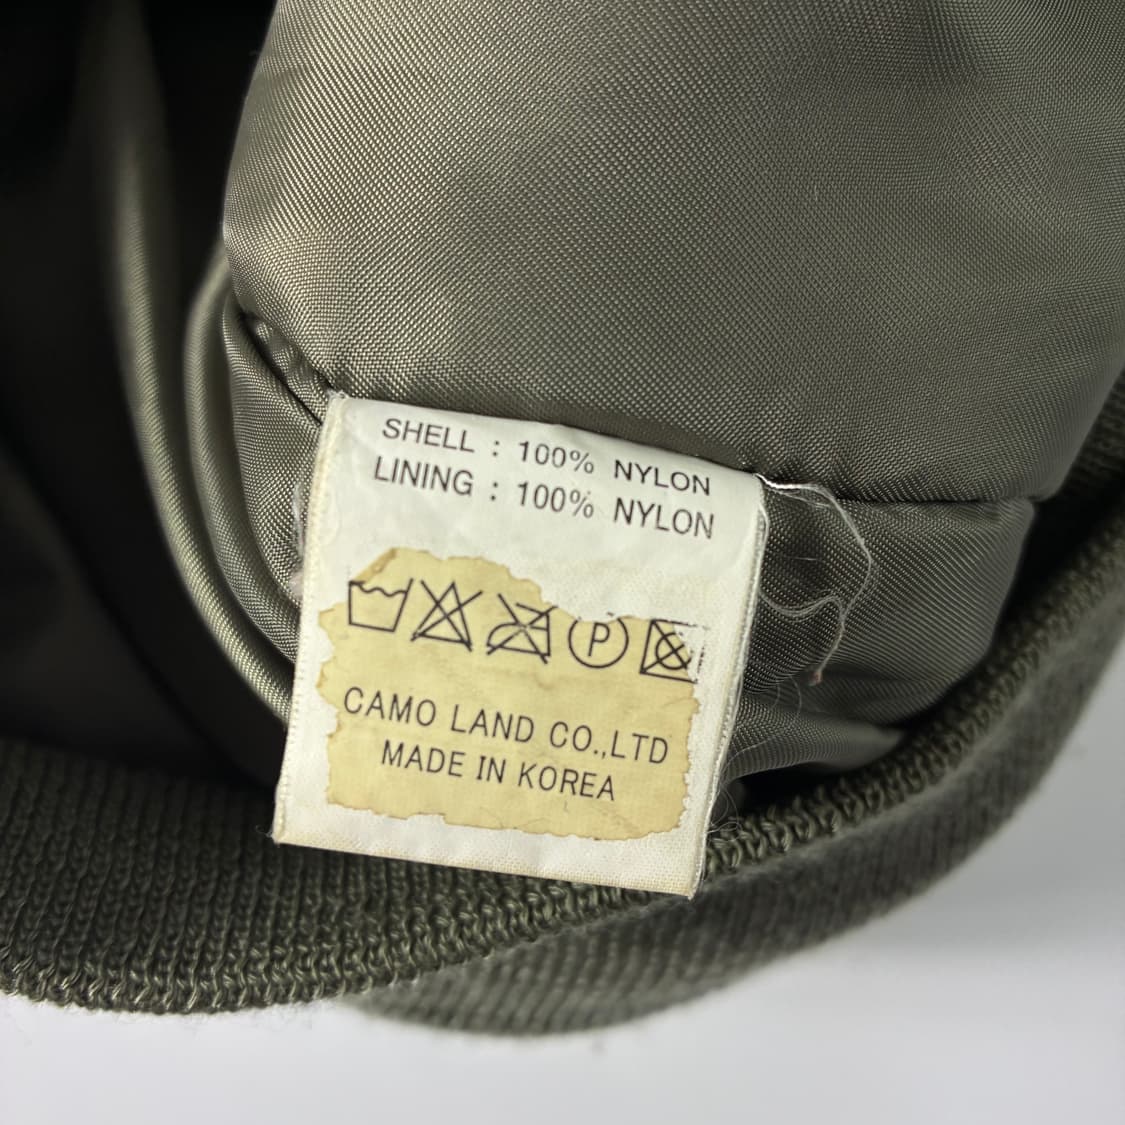 SHELL : 100% NYLON
LINING : 100% NYLON
P
CAMO LAND CO.,LTD
MADE IN KOREA